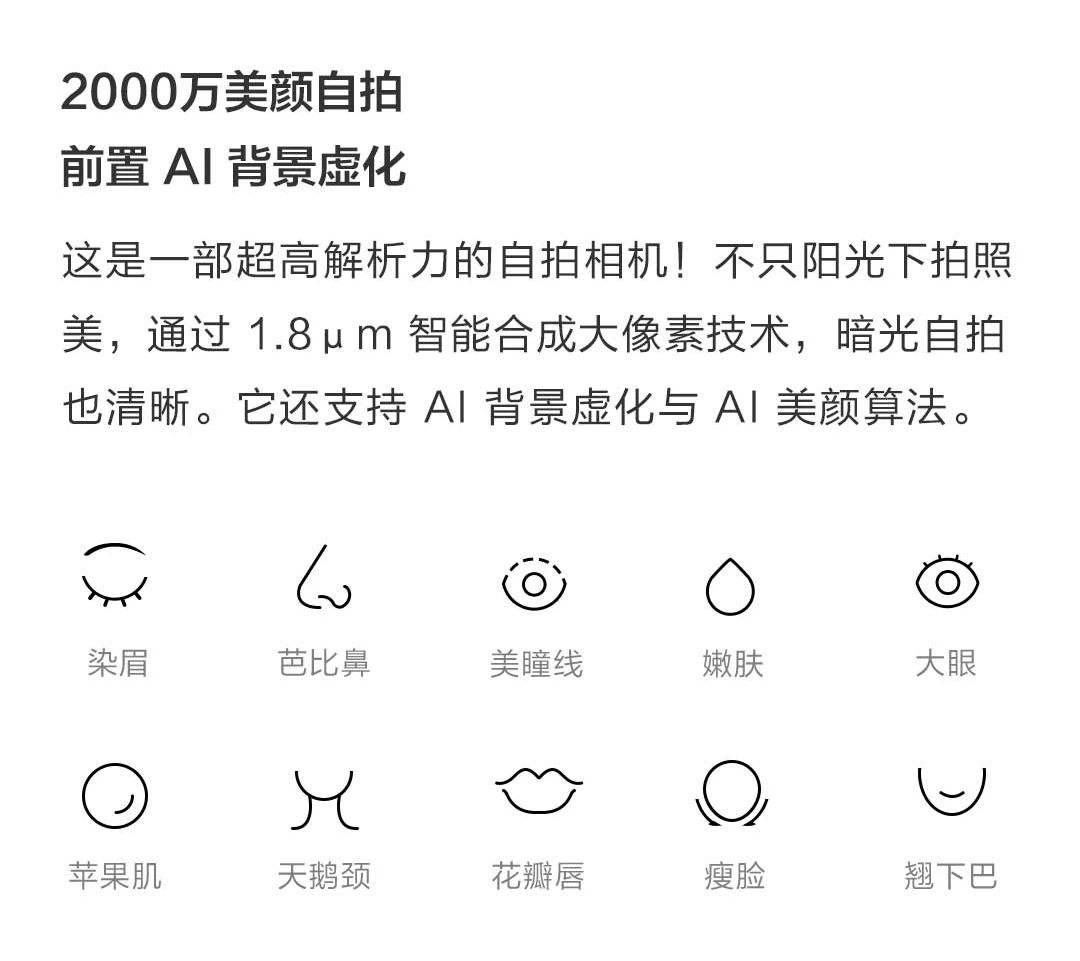 2000万美颜自拍
前置 AI 背景虚化
这是一部超高解析力的自拍相机！不只阳光下拍照
美，通过 1.8μm 智能合成大像素技术，暗光自拍
也清晰。它还支持 AI 背景虚化与 AI 美颜算法。
染眉 芭比鼻 美瞳线 嫩肤 大眼
苹果肌 天鹅颈 花瓣唇 瘦脸 翘下巴